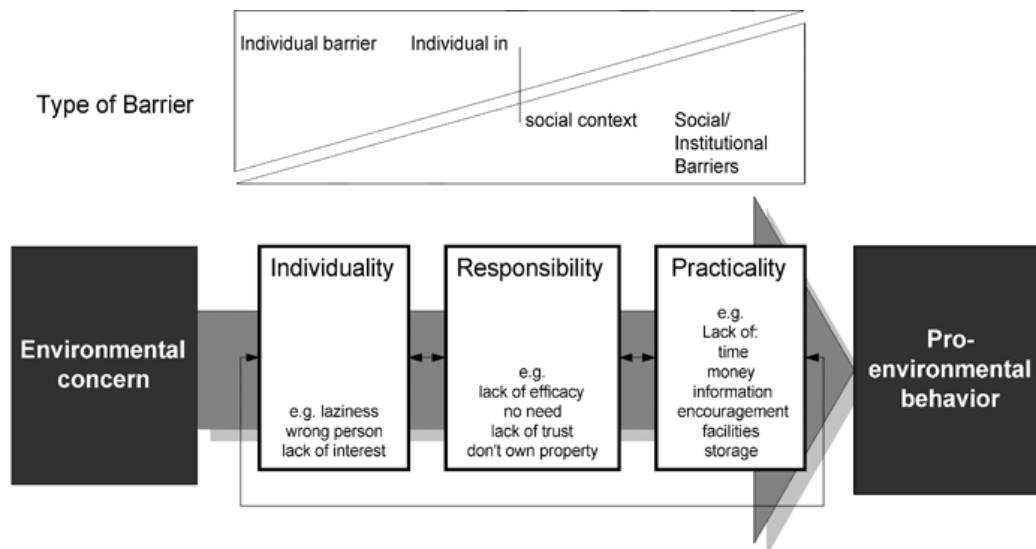 Individual barrier
Individual in
Type of Barrier
social context
Social/
Institutional
Barriers
Environmental
concern
Individuality
e.g. laziness
wrong person
lack of interest
Responsibility
e.g.
lack of efficacy
no need
lack of trust
don't own property
Practicality
e.g.
Lack of:
time
money
information
encouragement
facilities
storage
Pro-
environmental
behavior